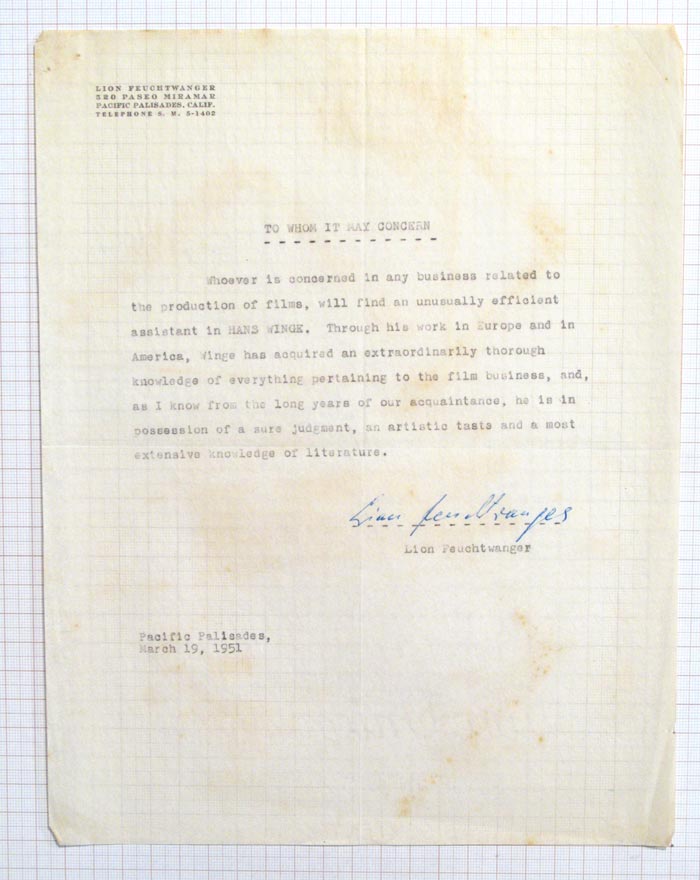 LION FEUCHTWANGER
520 PASEO MIRAMAR
PACIFIC PALISADES, CALIF.
TELEPHONE S. M. 5-1402
TO WHOM IT MAY CONCERN
Whoever is concerned in any business related to
the production of films, will find an unusually efficient
assistant in HANS WINGE. Through his work in Europe and in
America, Winge has acquired an extraordinarily thorough
knowledge of everything pertaining to the film business, and,
as I know from the long years of our acquaintance, he is in
possession of a sure judgment, an artistic taste and a most
extensive knowledge of literature.
Lion Feuchtwanger
Lion Feuchtwanger
Pacific Palisades,
March 19, 1951